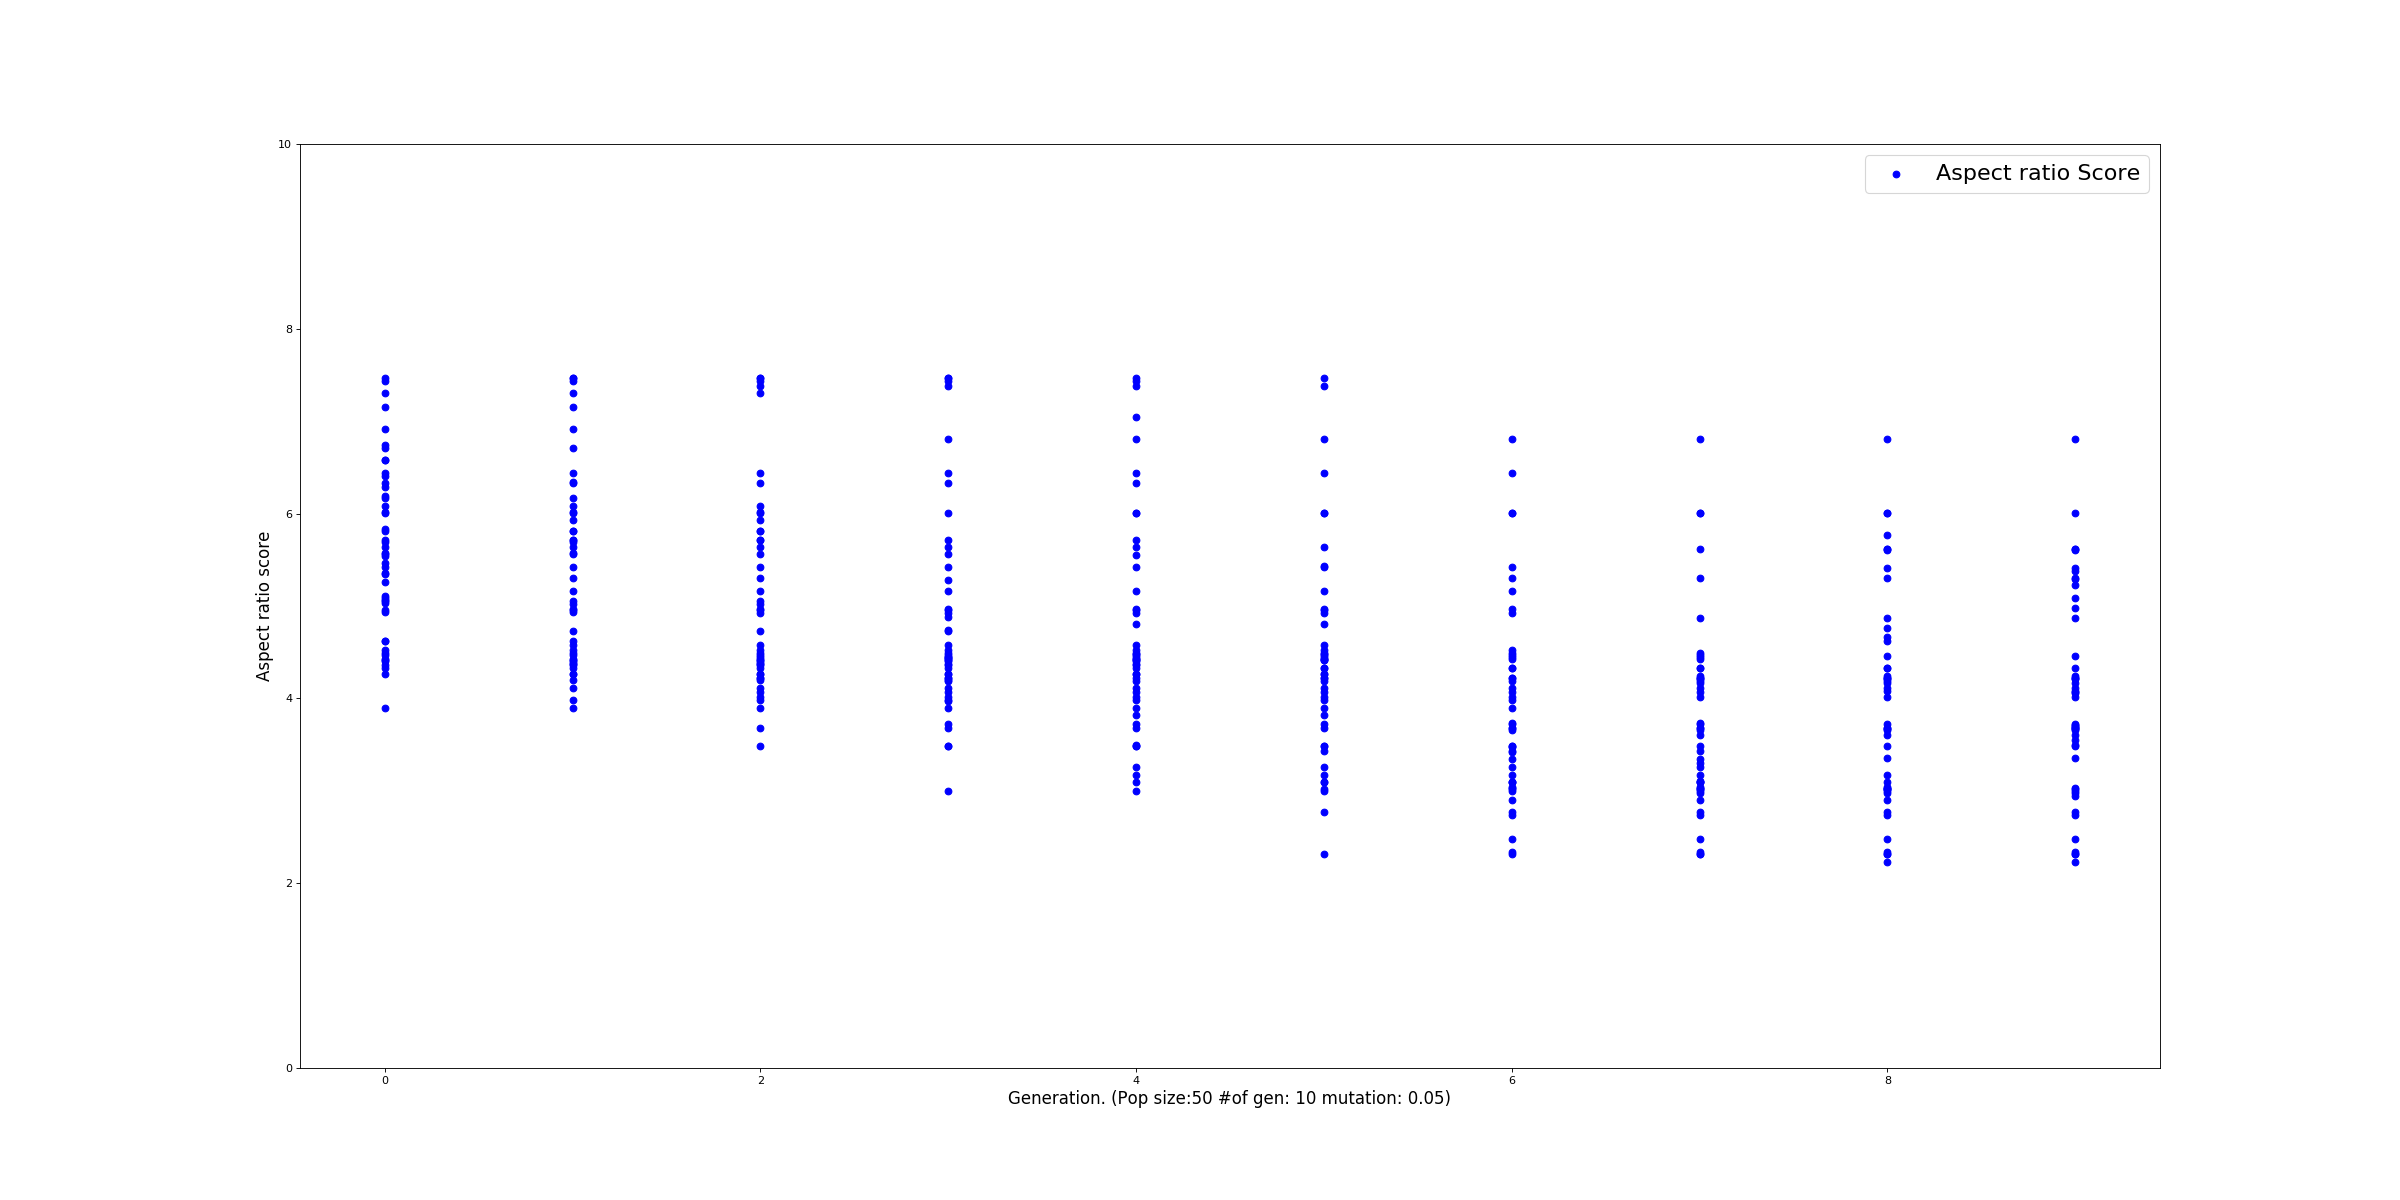 10
Aspect ratio Score
8
6
4
2
0
Aspect ratio score
0 2 4 6 8
Generation. (Pop size:50 #of gen: 10 mutation: 0.05)